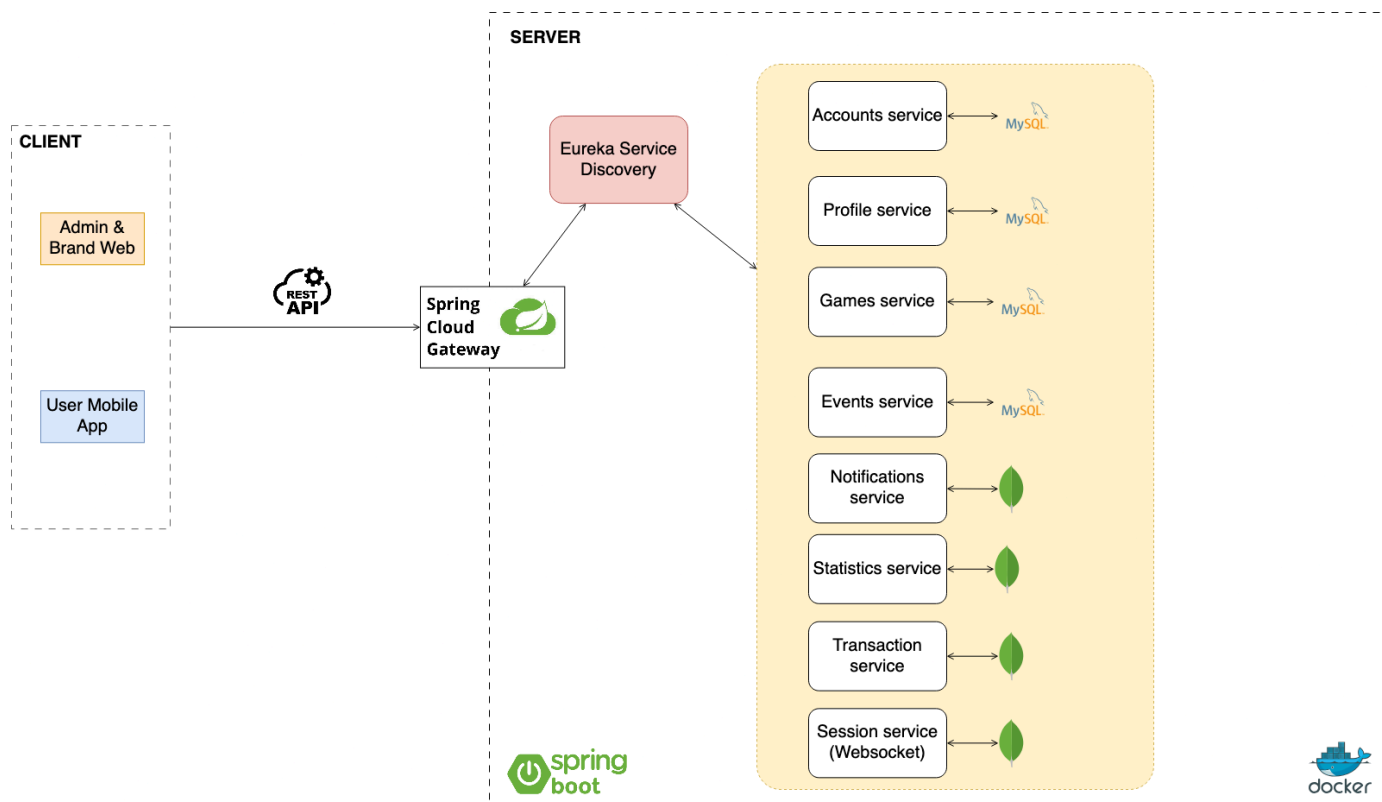 SERVER
CLIENT
Admin &
Brand Web
User Mobile
App
REST
API
Spring
Cloud
Gateway
Eureka Service
Discovery
Accounts service
MySQL
Profile service
MySQL
Games service
MySQL
Events service
MySQL
Notifications
service
Statistics service
Transaction
service
Session service
(Websocket)
spring
boot
docker